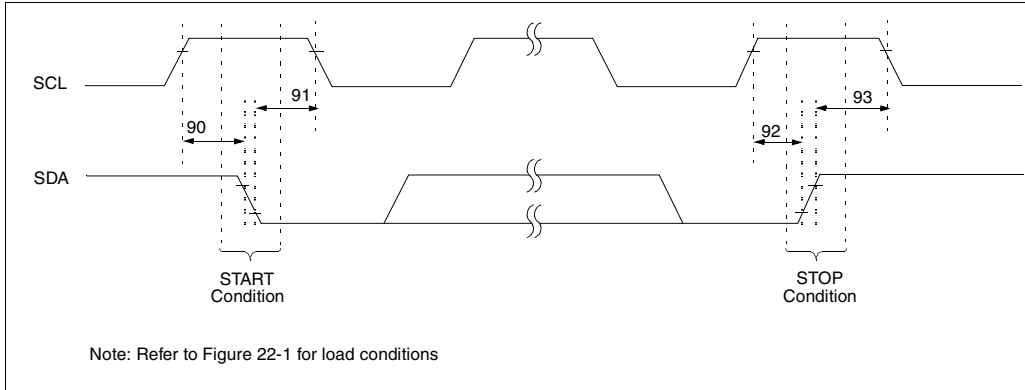 SCL
91
93
90
92
SDA
START
Condition
STOP
Condition
Note: Refer to Figure 22-1 for load conditions